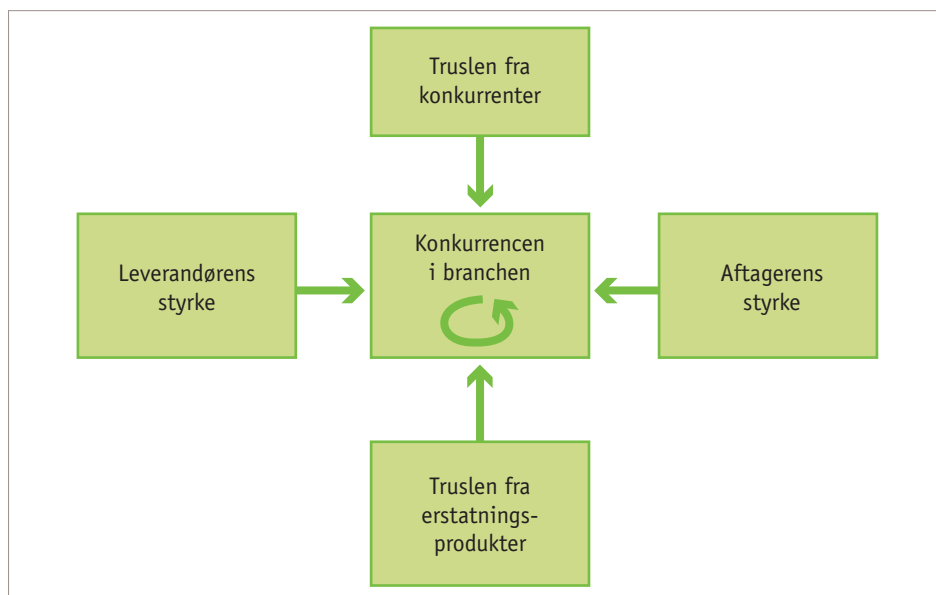 Truslen fra
konkurrenter
Leverandørens
styrke
Konkurrencen
i branchen
Aftagerens
styrke
Truslen fra
erstatnings-
produkter